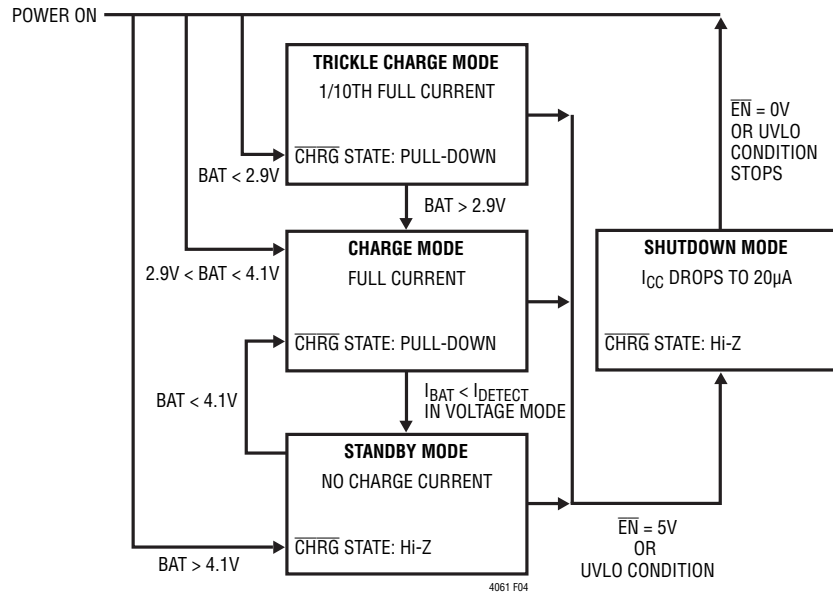 POWER ON
TRICKLE CHARGE MODE
1/10TH FULL CURRENT
CHRG STATE: PULL-DOWN
BAT < 2.9V
BAT > 2.9V
CHARGE MODE
FULL CURRENT
CHRG STATE: PULL-DOWN
2.9V < BAT < 4.1V
BAT < 4.1V
IBAT < IDETECT
IN VOLTAGE MODE
STANDBY MODE
NO CHARGE CURRENT
CHRG STATE: Hi-Z
BAT > 4.1V
EN = 0V
OR UVLO
CONDITION
STOPS
SHUTDOWN MODE
ICC DROPS TO 20µA
CHRG STATE: Hi-Z
EN = 5V
OR
UVLO CONDITION
4061 F04